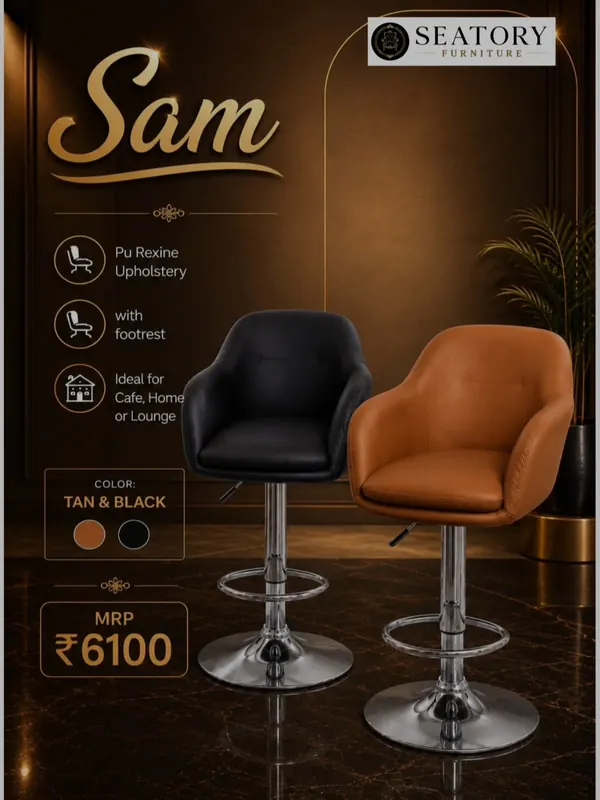 SEATORY
FURNITURE
Sam
Pu Rexine
Upholstery
with
footrest
Ideal for
Cafe, Home
or Lounge
COLOR:
TAN & BLACK
MRP
₹6100